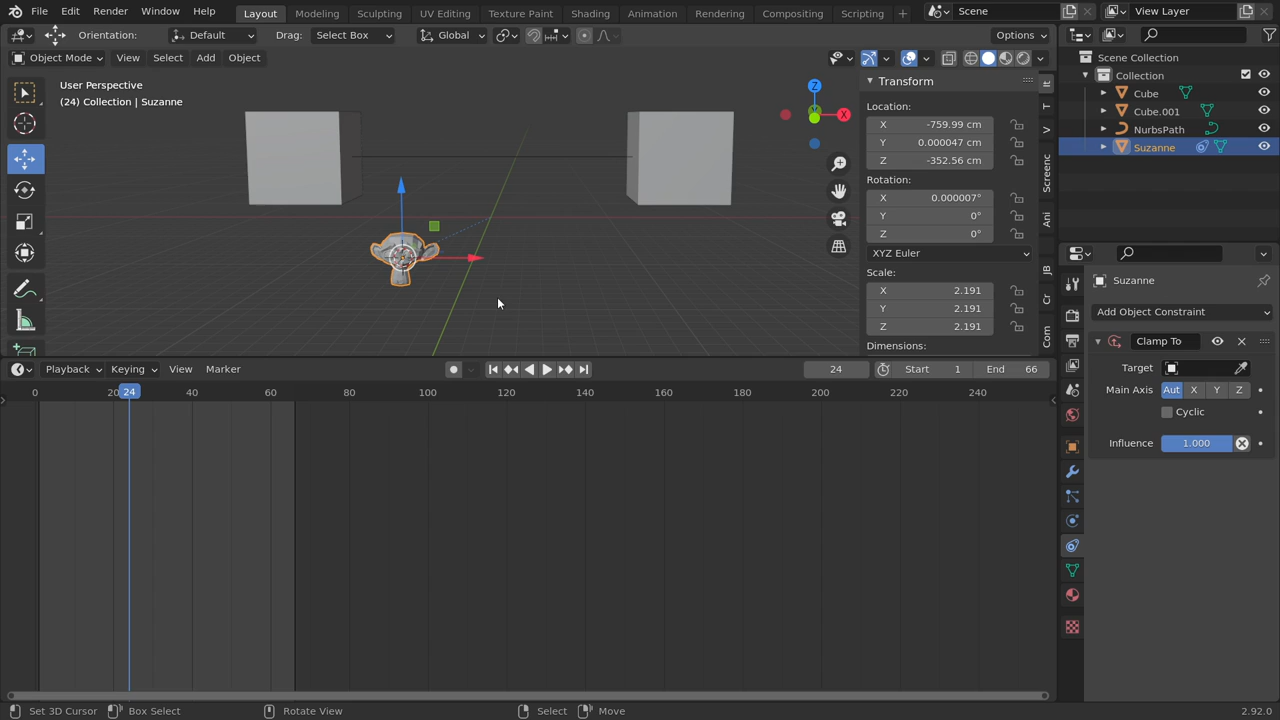 File Edit Render Window Help Layout Modeling Sculpting UV Editing Texture Paint Shading Animation Rendering Compositing Scripting Scene View Layer
Orientation: Default Drag: Select Box Global Options
Object Mode View Select Add Object
User Perspective
(24) Collection | Suzanne
Z
X
Transform
Location:
X -759.99 cm
Y 0.000047 cm
Z -352.56 cm
Rotation:
X 0.000007°
Y 0°
Z 0°
XYZ Euler
Scale:
X 2.191
Y 2.191
Z 2.191
Dimensions:
It
T
V
Screenc
Ani
JB
Cr
Com
Scene Collection
Collection
Cube
Cube.001
NurbsPath
Suzanne
Suzanne
Add Object Constraint
Clamp To
Target
Main Axis Aut X Y Z
Cyclic
Influence 1.000
Playback Keying View Marker 24 Start 1 End 66
0 20 24 40 60 80 100 120 140 160 180 200 220 240
Set 3D Cursor Box Select Rotate View Select Move 2.92.0